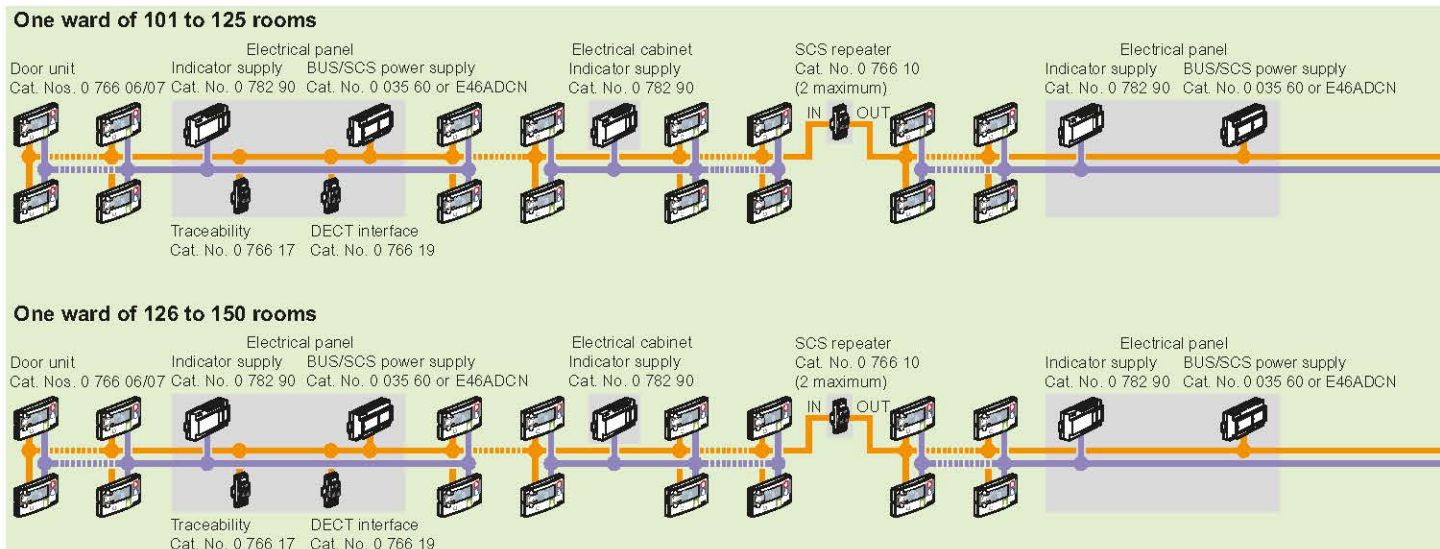 One ward of 101 to 125 rooms
Electrical panel
Door unit
Cat. Nos. 0 766 06/07
Indicator supply
Cat. No. 0 782 90
BUS/SCS power supply
Cat. No. 0 035 60 or E46ADCN
Electrical cabinet
Indicator supply
Cat. No. 0 782 90
SCS repeater
Cat. No. 0 766 10
(2 maximum)
IN
OUT
Electrical panel
Indicator supply
Cat. No. 0 782 90
BUS/SCS power supply
Cat. No. 0 035 60 or E46ADCN
Traceability
Cat. No. 0 766 17
DECT interface
Cat. No. 0 766 19
One ward of 126 to 150 rooms
Electrical panel
Door unit
Cat. Nos. 0 766 06/07
Indicator supply
Cat. No. 0 782 90
BUS/SCS power supply
Cat. No. 0 035 60 or E46ADCN
Electrical cabinet
Indicator supply
Cat. No. 0 782 90
SCS repeater
Cat. No. 0 766 10
(2 maximum)
IN
OUT
Electrical panel
Indicator supply
Cat. No. 0 782 90
BUS/SCS power supply
Cat. No. 0 035 60 or E46ADCN
Traceability
Cat. No. 0 766 17
DECT interface
Cat. No. 0 766 19